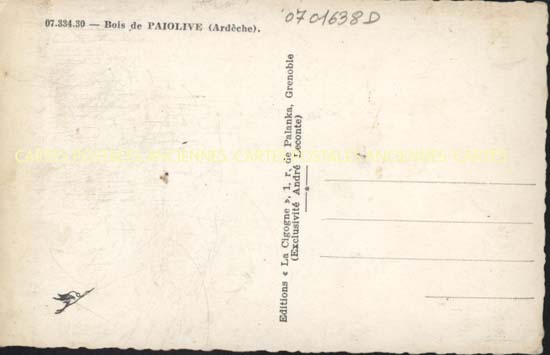 07.334.30 — Bois de PAIOLIVE (Ardèche).
0701638D
Editions « La Cigogne », 1, r. de Palanka, Grenoble
(Exclusivité André Leconte)
CARTES POSTALES ANCIENNES CARTES POSTALES ANCIENNES CARTES